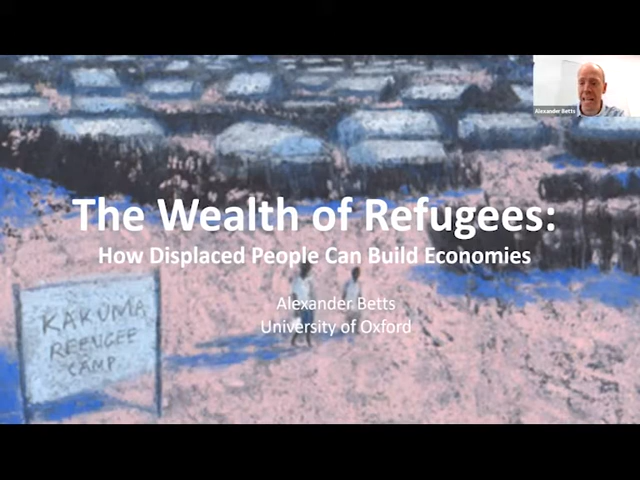 Alexander Betts
The Wealth of Refugees:
How Displaced People Can Build Economies
Alexander Betts
University of Oxford
KAKUMA
REFUGEE
CAMP